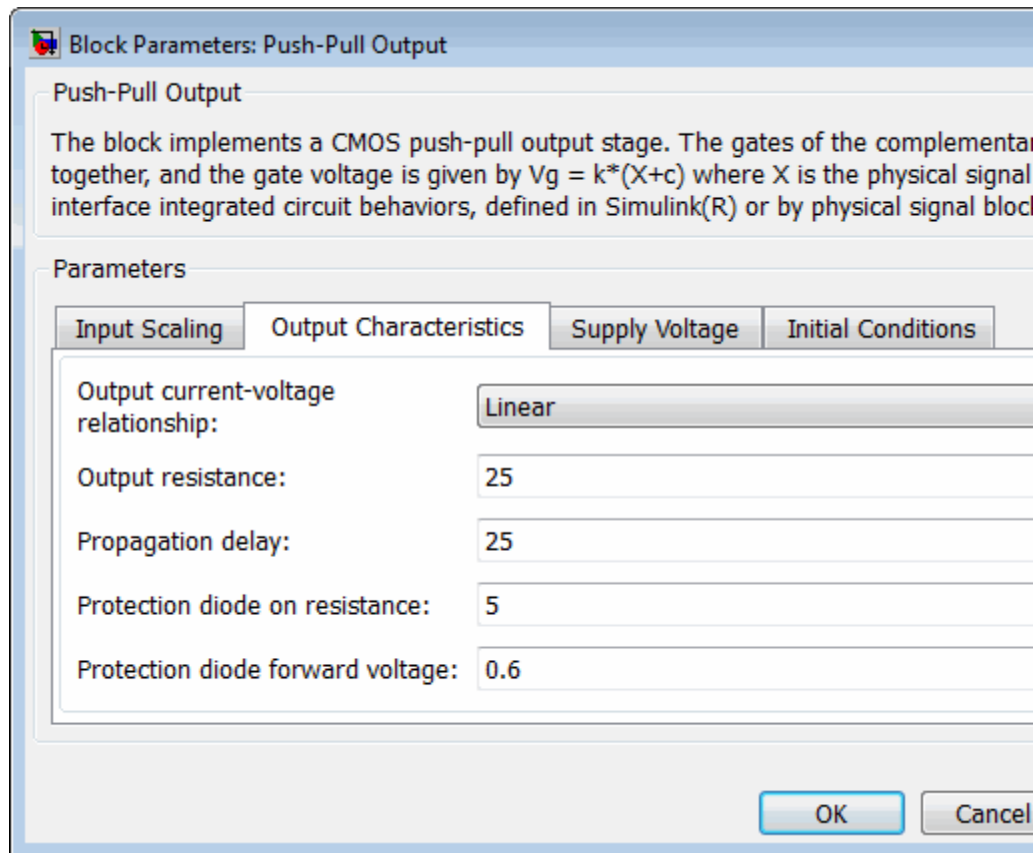 Block Parameters: Push-Pull Output
Push-Pull Output
The block implements a CMOS push-pull output stage. The gates of the
together, and the gate voltage is given by Vg = k*(X+c) where X is the physical signal
interface integrated circuit behaviors, defined in Simulink(R) or by physical signal
Parameters
Input Scaling Output Characteristics Supply Voltage Initial Conditions
Output current-voltage
relationship:
Linear
Output resistance: 25
Propagation delay: 25
Protection diode on resistance: 5
Protection diode forward voltage: 0.6
OK Cancel